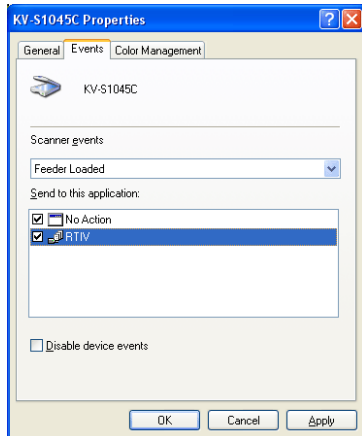 KV-S1045C Properties
General Events Color Management
KV-S1045C
Scanner events
Feeder Loaded
Send to this application:
No Action
RTIV
Disable device events
OK Cancel Apply